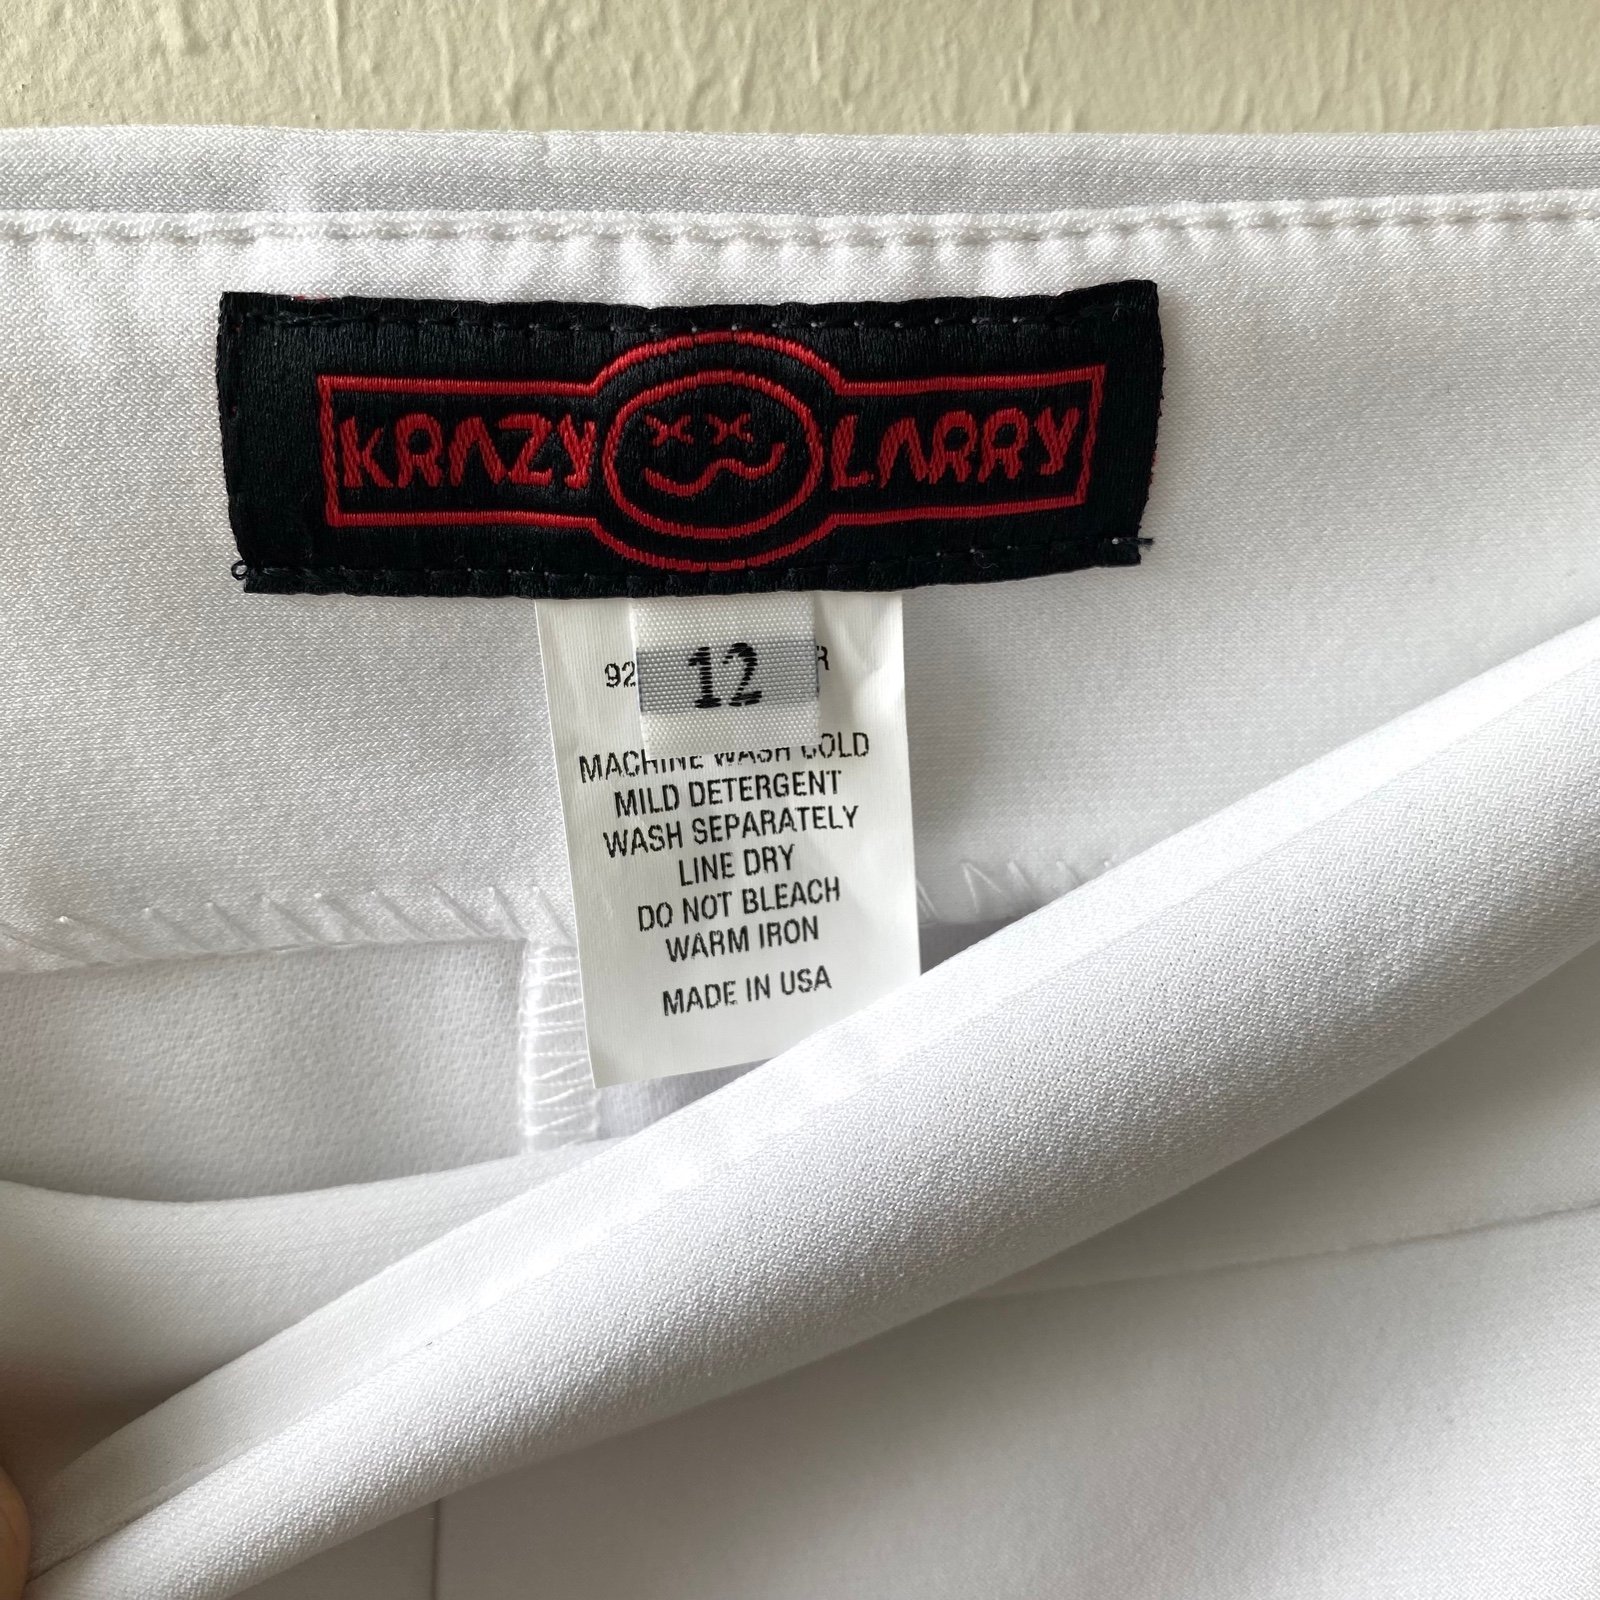 KRAZY LARRY
12
MACHINE WASH COLD
MILD DETERGENT
WASH SEPARATELY
LINE DRY
DO NOT BLEACH
WARM IRON
MADE IN USA